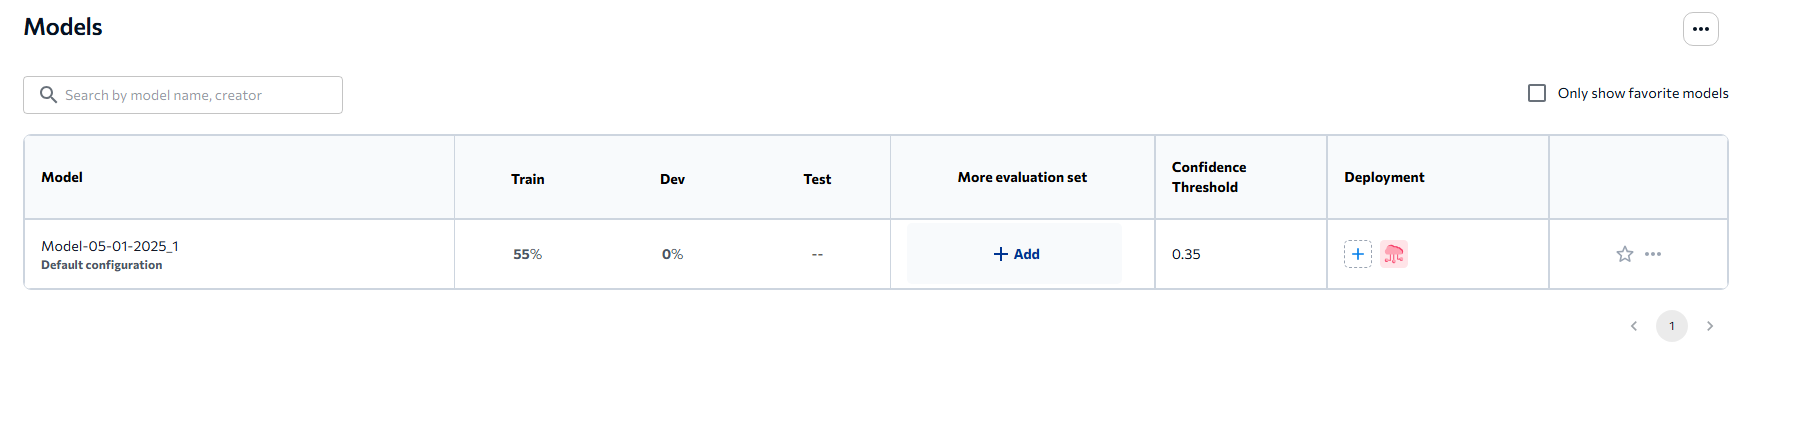 Models
Search by model name, creator
Only show favorite models
Model
Train
Dev
Test
More evaluation set
Confidence
Threshold
Deployment
Model-05-01-2025_1
Default configuration
55%
0%
--
Add
0.35
1